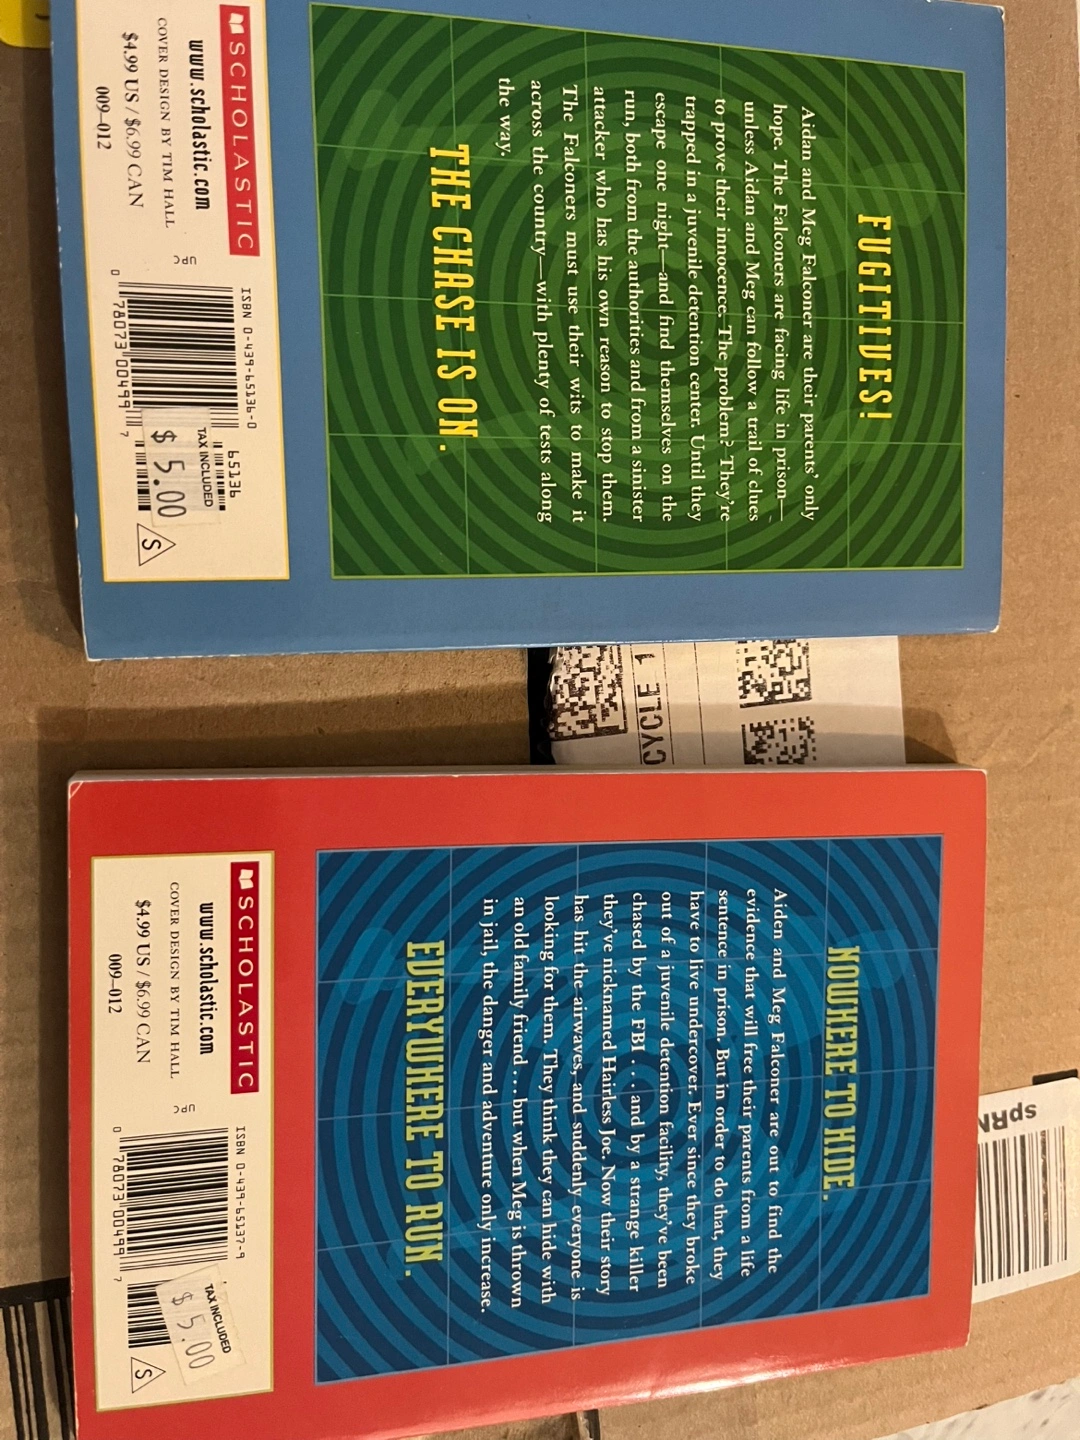 FUGITIVES!
Aidan and Meg Falconer are their parents' only
hope. The Falconers are facing life in prison—
unless Aidan and Meg can follow a trail of clues
to prove their innocence. The problem? They're
trapped in a juvenile detention center. Until they
escape one night—and find themselves on the
run, both from the authorities and from a sinister
attacker who has his own reason to stop them.
The Falconers must use their wits to make it
across the country—with plenty of tests along
the way.
THE CHASE IS ON.
SCHOLASTIC
www.scholastic.com
COVER DESIGN BY TIM HALL
$4.99 US / $6.99 CAN
009–012
UPC
ISBN 0-439-65136-0
65136
0 78073 00499 7
TAX INCLUDED
$ 5.00
S
CYCLE 1
NOWHERE TO HIDE.
Aiden and Meg Falconer are out to find the
evidence that will free their parents from a life
sentence in prison. But in order to do that, they
have to live undercover. Ever since they broke
out of a juvenile detention facility, they've been
chased by the FBI . . . and by a strange killer
they've nicknamed Hairless Joe. Now their story
has hit the airwaves, and suddenly everyone is
looking for them. They think they can hide with
an old family friend . . . but when Meg is thrown
in jail, the danger and adventure only increase.
EVERYWHERE TO RUN.
SCHOLASTIC
www.scholastic.com
COVER DESIGN BY TIM HALL
$4.99 US / $6.99 CAN
009–012
UPC
ISBN 0-439-65137-9
0 78073 00499 7
TAX INCLUDED
$ 5.00
S
spRN